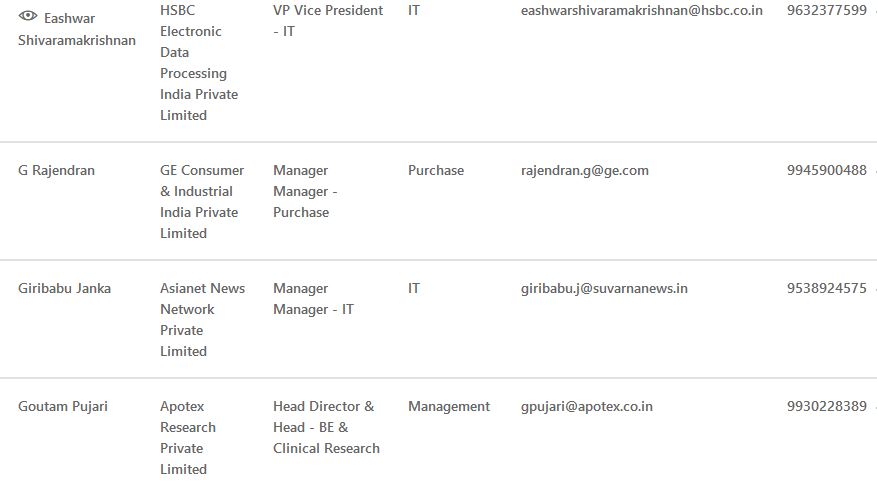 Eashwar Shivaramakrishnan HSBC Electronic Data Processing India Private Limited VP Vice President - IT IT eashwarshivaramakrishnan@hsbc.co.in 9632377599
G Rajendran GE Consumer & Industrial India Private Limited Manager Manager - Purchase Purchase rajendran.g@ge.com 9945900488
Giribabu Janka Asianet News Network Private Limited Manager Manager - IT IT giribabu.j@suvarnanews.in 9538924575
Goutam Pujari Apotex Research Private Limited Head Director & Head - BE & Clinical Research Management gpujari@apotex.co.in 9930228389